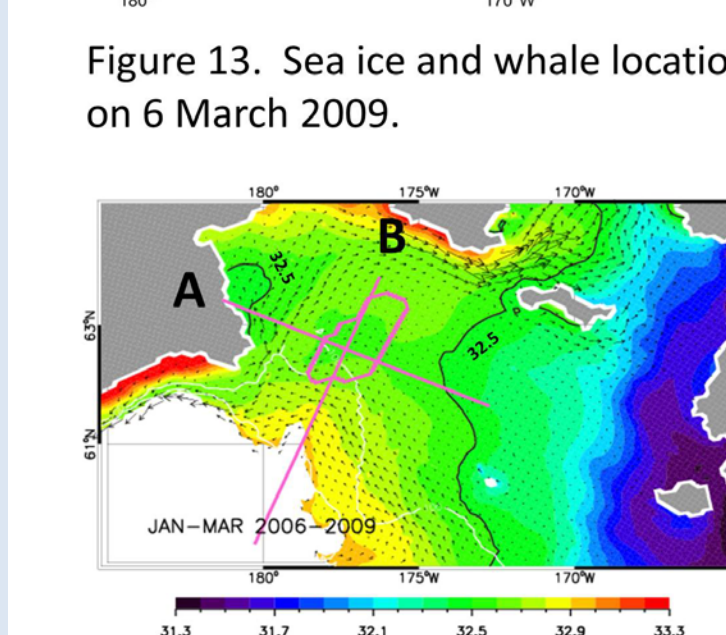 180°
170°W
Figure 13. Sea ice and whale locatio
on 6 March 2009.
180°
175°W
170°W
B
32.5
A
63°N
32.5
61°N
JAN-MAR 2006-2009
180°
175°W
170°W
31.3
31.7
32.1
32.5
32.9
33.3